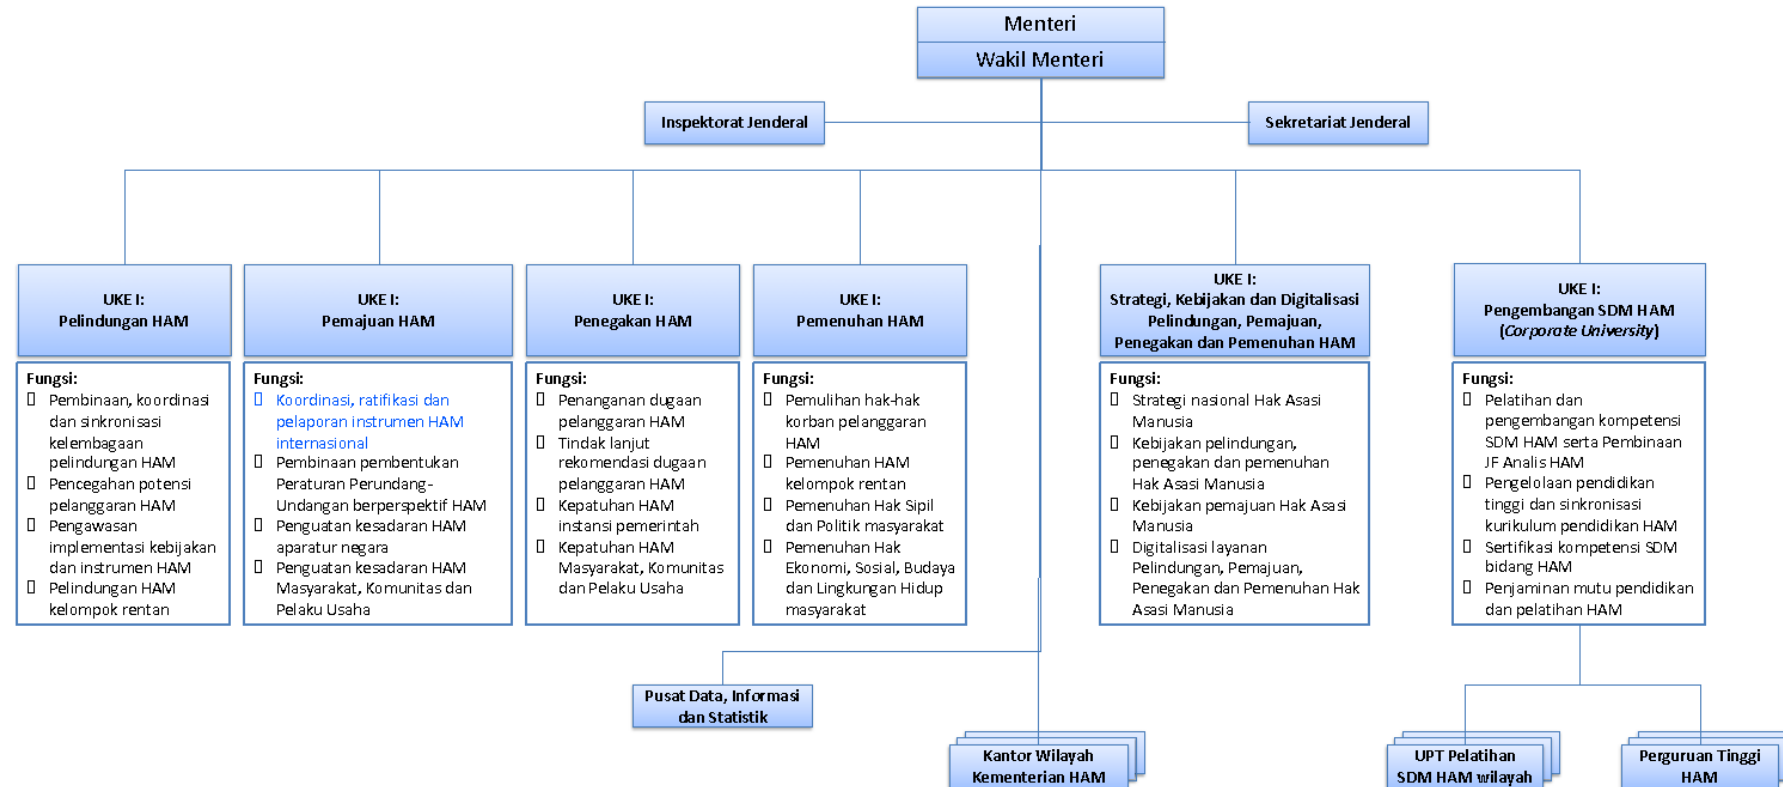 Menteri
Wakil Menteri
Inspektorat Jenderal
Sekretariat Jenderal
UKE I:
Pelindungan HAM
UKE I:
Pemajuan HAM
UKE I:
Penegakan HAM
UKE I:
Pemenuhan HAM
UKE I:
Strategi, Kebijakan dan Digitalisasi
Pelindungan, Pemajuan,
Penegakan dan Pemenuhan HAM
UKE I:
Pengembangan SDM HAM
(Corporate University)
Fungsi:
Pembinaan, koordinasi
dan sinkronisasi
kelembagaan
pelindungan HAM
Pencegahan potensi
pelanggaran HAM
Pengawasan
implementasi kebijakan
dan instrumen HAM
Pelindungan HAM
kelompok rentan
Fungsi:
Koordinasi, ratifikasi dan
pelaporan instrumen HAM
internasional
Pembinaan pembentukan
Peraturan Perundang-
Undangan berperspektif HAM
Penguatan kesadaran HAM
aparatur negara
Penguatan kesadaran HAM
Masyarakat, Komunitas dan
Pelaku Usaha
Fungsi:
Penanganan dugaan
pelanggaran HAM
Tindak lanjut
rekomendasi dugaan
pelanggaran HAM
Kepatuhan HAM
instansi pemerintah
Kepatuhan HAM
Masyarakat, Komunitas
dan Pelaku Usaha
Fungsi:
Pemulihan hak-hak
korban pelanggaran
HAM
Pemenuhan HAM
kelompok rentan
Pemenuhan Hak Sipil
dan Politik masyarakat
Pemenuhan Hak
Ekonomi, Sosial, Budaya
dan Lingkungan Hidup
masyarakat
Fungsi:
Strategi nasional Hak Asasi
Manusia
Kebijakan pelindungan,
penegakan dan pemenuhan
Hak Asasi Manusia
Kebijakan pemajuan Hak Asasi
Manusia
Digitalisasi layanan
Pelindungan, Pemajuan,
Penegakan dan Pemenuhan Hak
Asasi Manusia
Fungsi:
Pelatihan dan
pengembangan kompetensi
SDM HAM serta Pembinaan
JF Analis HAM
Pengelolaan pendidikan
tinggi dan sinkronisasi
kurikulum pendidikan HAM
Sertifikasi kompetensi SDM
bidang HAM
Penjaminan mutu pendidikan
dan pelatihan HAM
Pusat Data, Informasi
dan Statistik
Kantor Wilayah
Kementerian HAM
UPT Pelatihan
SDM HAM wilayah
Perguruan Tinggi
HAM